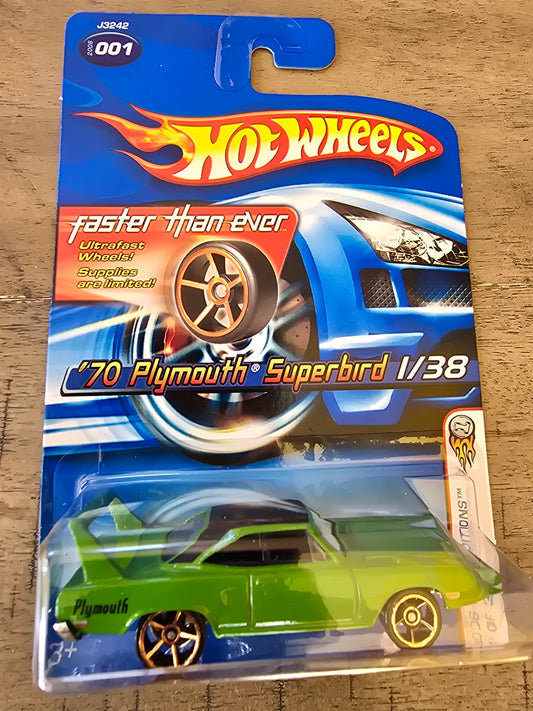 J3242
2006
001
HOT WHEELS®
faster than ever™
Ultrafast
Wheels!
Supplies
are limited!
'70 Plymouth® Superbird 1/38
Plymouth
3+